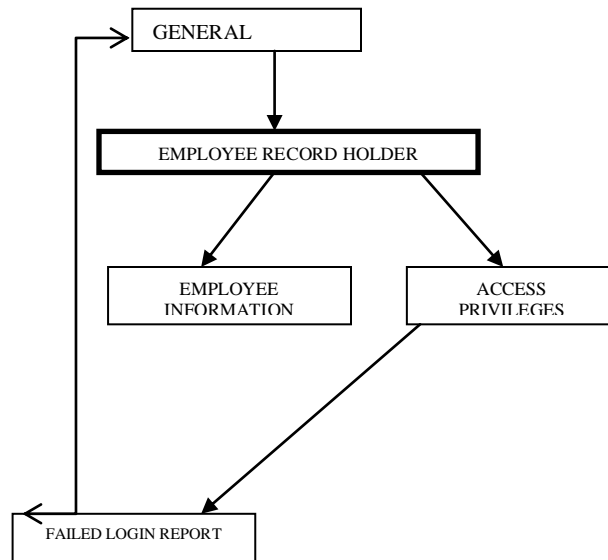 GENERAL
EMPLOYEE RECORD HOLDER
EMPLOYEE
INFORMATION
ACCESS
PRIVILEGES
FAILED LOGIN REPORT